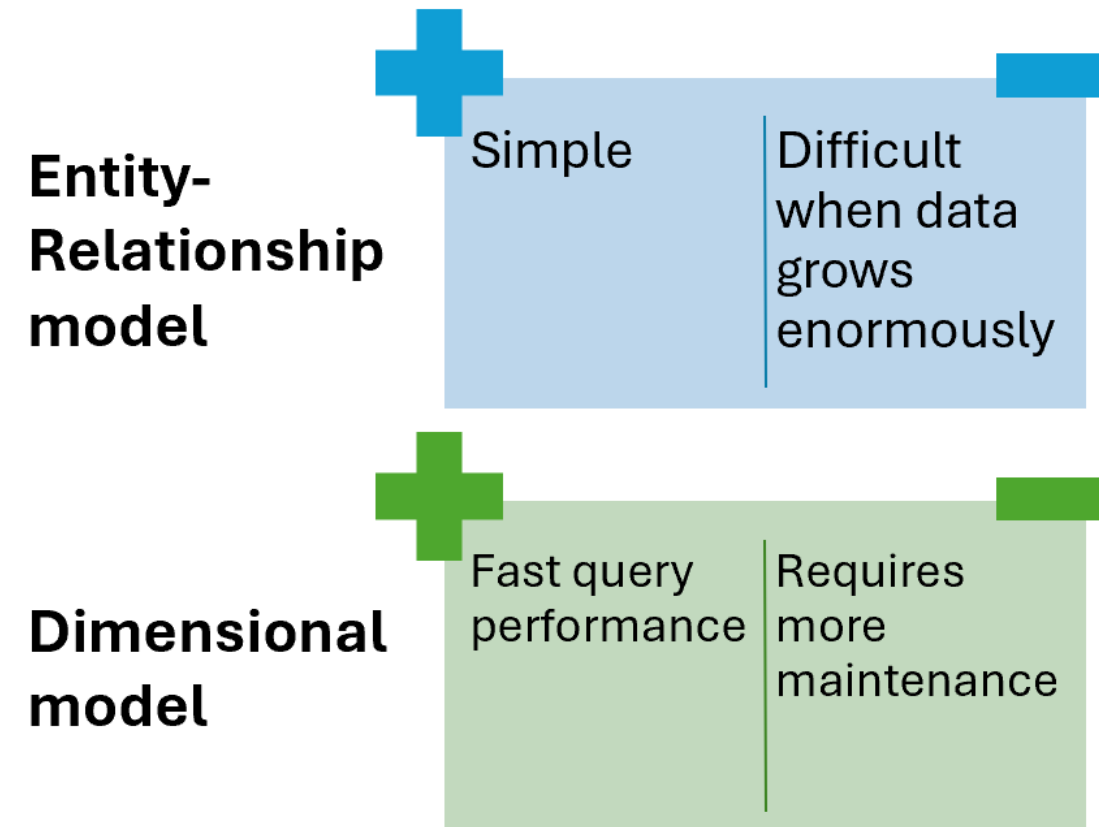 Entity-
Relationship
model
Simple
Difficult
when data
grows
enormously
Dimensional
model
Fast query
performance
Requires
more
maintenance